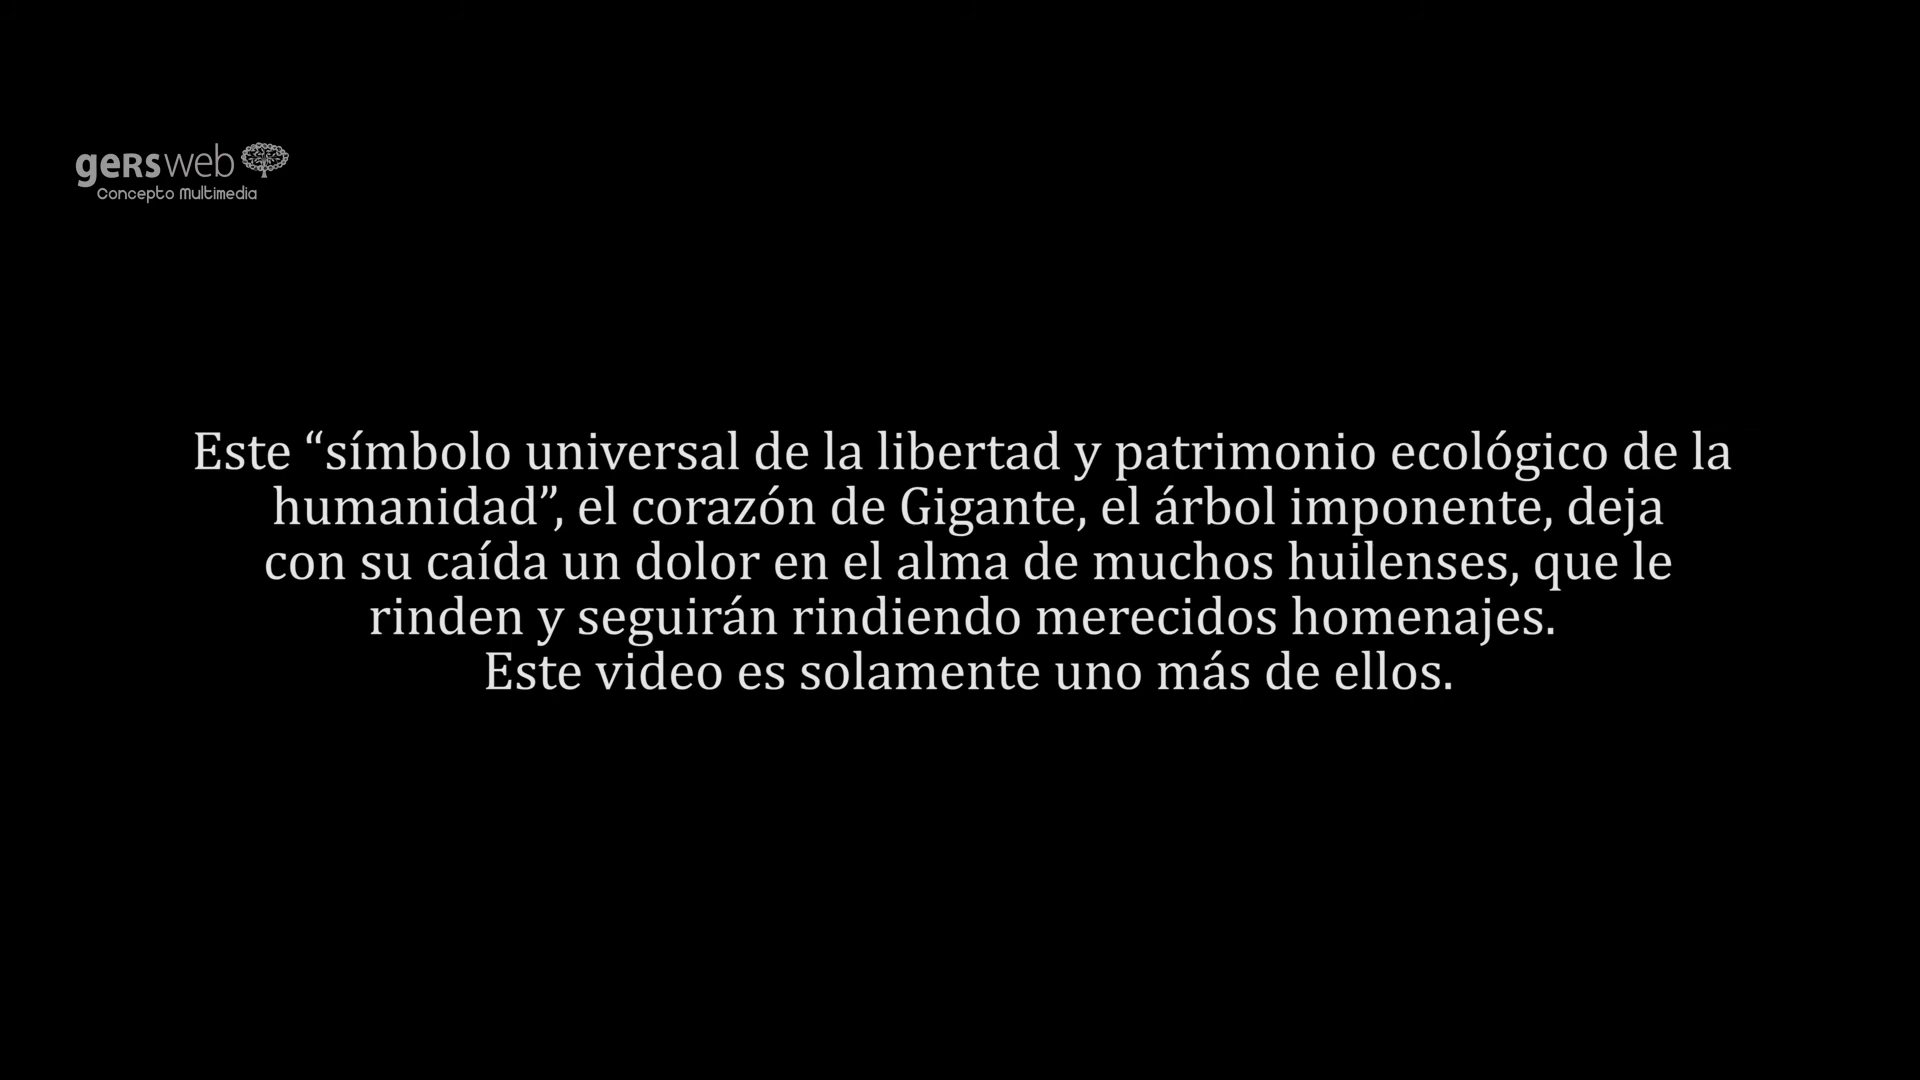 gersweb
Concepto Multimedia
Este “símbolo universal de la libertad y patrimonio ecológico de la
humanidad”, el corazón de Gigante, el árbol imponente, deja
con su caída un dolor en el alma de muchos huilenses, que le
rinden y seguirán rindiendo merecidos homenajes.
Este video es solamente uno más de ellos.